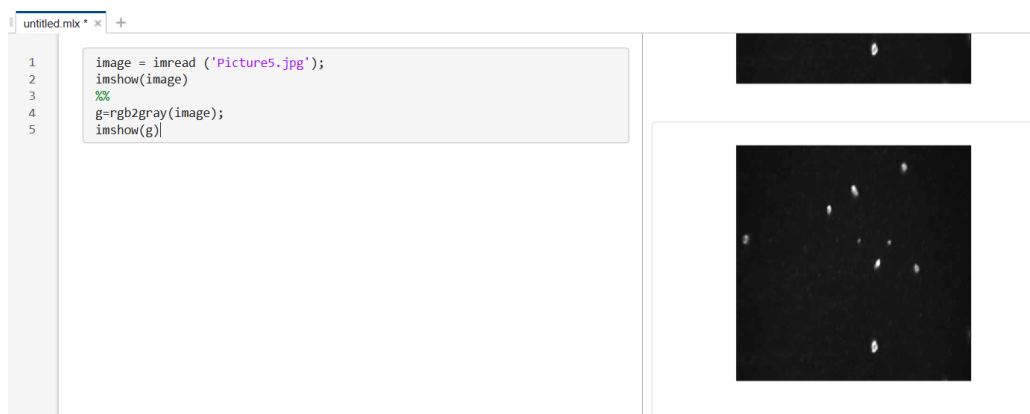 untitled.mlx * × +
1 image = imread ('Picture5.jpg');
2 imshow(image)
3 %%
4 g=rgb2gray(image);
5 imshow(g)